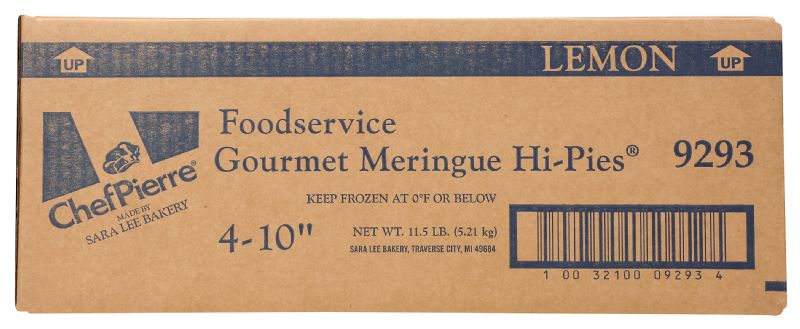 UP LEMON UP
Foodservice
Gourmet Meringue Hi-Pies® 9293
ChefPierre®
MADE BY
SARA LEE BAKERY
KEEP FROZEN AT 0°F OR BELOW
4-10" NET WT. 11.5 LB. (5.21 kg)
SARA LEE BAKERY, TRAVERSE CITY, MI 49684
1 00 32100 09293 4